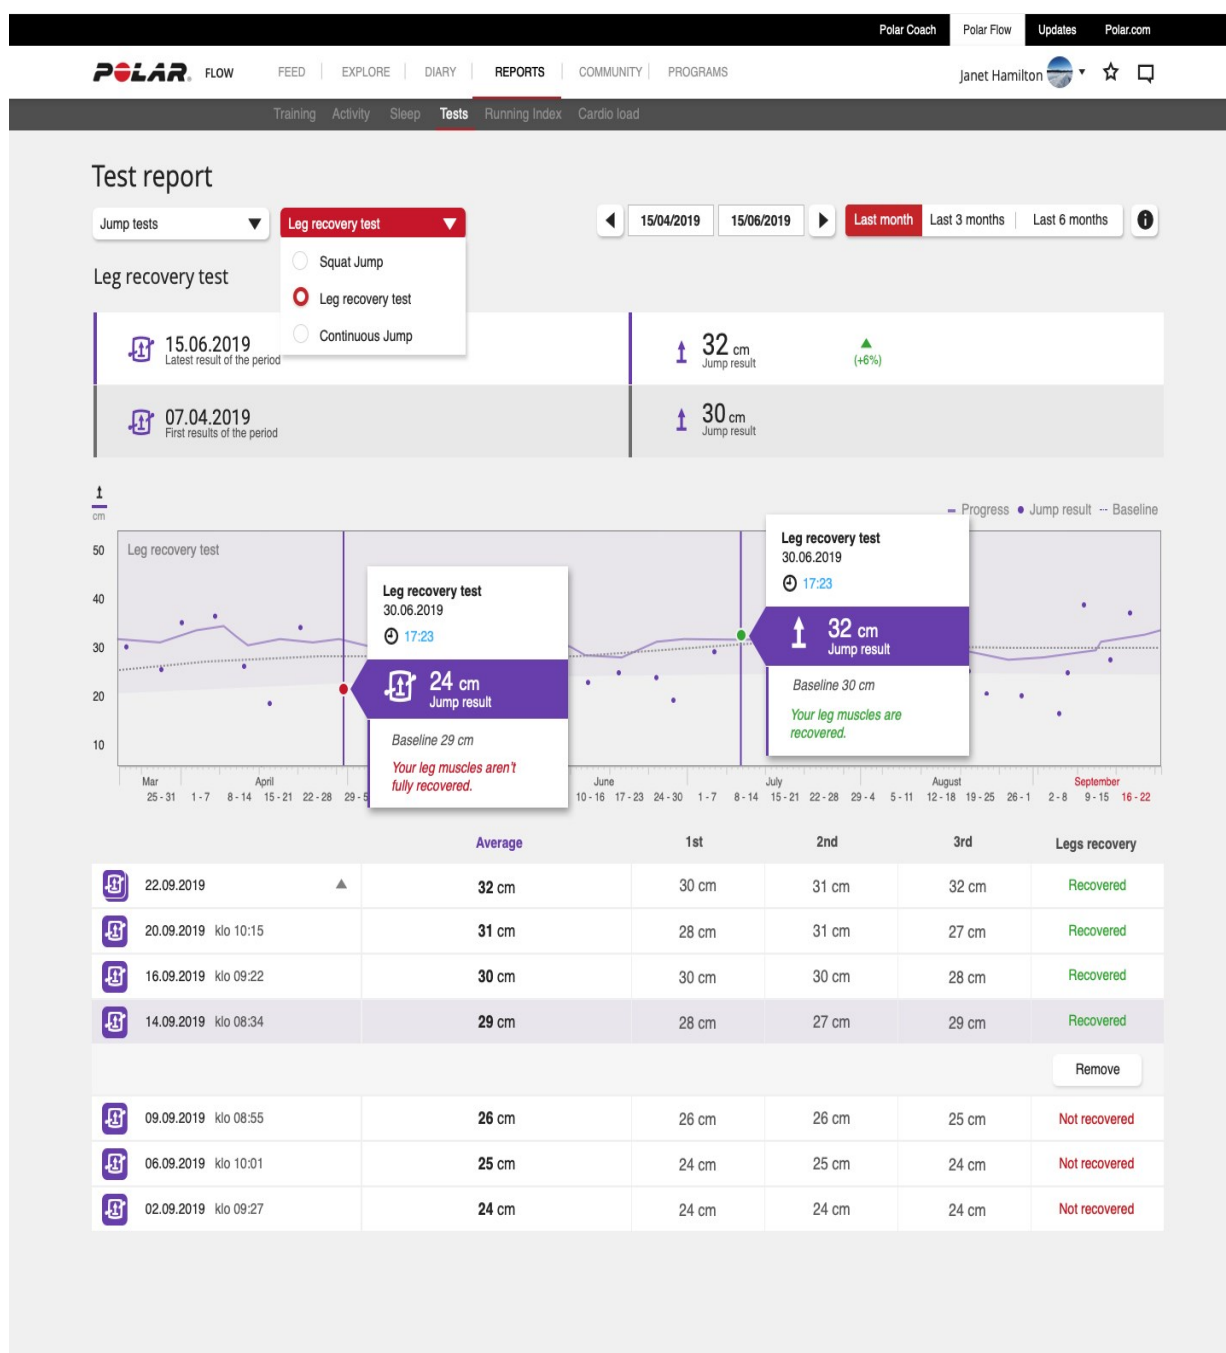 Polar Coach Polar Flow Updates Polar.com
POLAR. FLOW FEED EXPLORE DIARY REPORTS COMMUNITY PROGRAMS Janet Hamilton
Training Activity Sleep Tests Running Index Cardio load
Test report
Jump tests Leg recovery test 15/04/2019 15/06/2019 Last month Last 3 months Last 6 months
Squat Jump
Leg recovery test
Continuous Jump
Leg recovery test
15.06.2019
Latest result of the period
32 cm
Jump result
(+6%)
07.04.2019
First results of the period
30 cm
Jump result
cm
Progress Jump result Baseline
50
40
30
20
10
Leg recovery test
Leg recovery test
30.06.2019
17:23
24 cm
Jump result
Baseline 29 cm
Your leg muscles aren't
fully recovered.
Leg recovery test
30.06.2019
17:23
32 cm
Jump result
Baseline 30 cm
Your leg muscles are
recovered.
Mar April June July August September
25 - 31 1 - 7 8 - 14 15 - 21 22 - 28 29 - 5 10 - 16 17 - 23 24 - 30 1 - 7 8 - 14 15 - 21 22 - 28 29 - 4 5 - 11 12 - 18 19 - 25 26 - 1 2 - 8 9 - 15 16 - 22
Average 1st 2nd 3rd Legs recovery
22.09.2019 32 cm 30 cm 31 cm 32 cm Recovered
20.09.2019 klo 10:15 31 cm 28 cm 31 cm 27 cm Recovered
16.09.2019 klo 09:22 30 cm 30 cm 30 cm 28 cm Recovered
14.09.2019 klo 08:34 29 cm 28 cm 27 cm 29 cm Recovered
Remove
09.09.2019 klo 08:55 26 cm 26 cm 26 cm 25 cm Not recovered
06.09.2019 klo 10:01 25 cm 24 cm 25 cm 24 cm Not recovered
02.09.2019 klo 09:27 24 cm 24 cm 24 cm 24 cm Not recovered